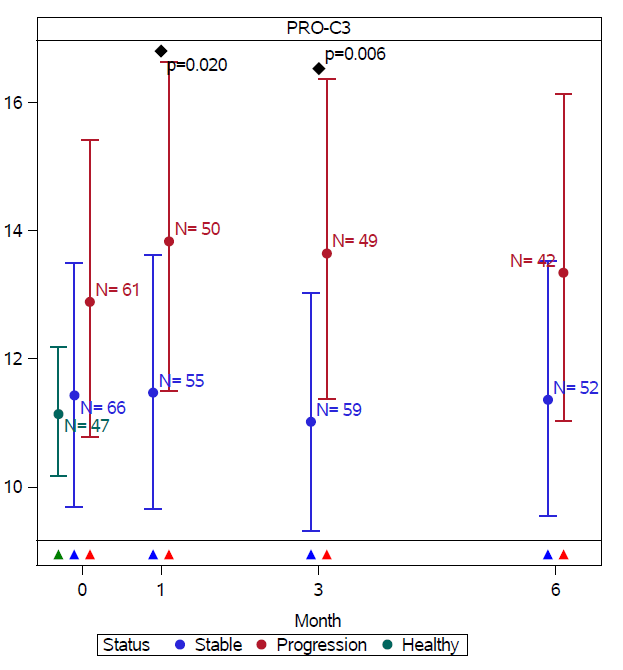 PRO-C3
p=0.006
p=0.020
16
N= 50
14
N= 49
N= 42
N= 61
12
N= 55
N= 52
N= 66
N= 59
N= 47
10
0 1 3 6
Month
Status Stable Progression Healthy